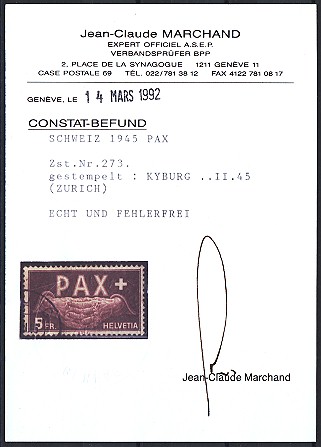 Jean-Claude MARCHAND
EXPERT OFFICIEL A.S.E.P.
VERBANDSPRÜFER BPP
2, PLACE DE LA SYNAGOGUE 1211 GENÈVE 11
CASE POSTALE 69 TÉL. 022/781 38 12 FAX 4122 781 08 17
GENÈVE, LE 14 MARS 1992
CONSTAT-BEFUND
SCHWEIZ 1945 PAX
Zst.Nr.273.
gestempelt : KYBURG ..II.45
(ZURICH)
ECHT UND FEHLERFREI
PAX+
5 FR. HELVETIA
Jean-Claude Marchand